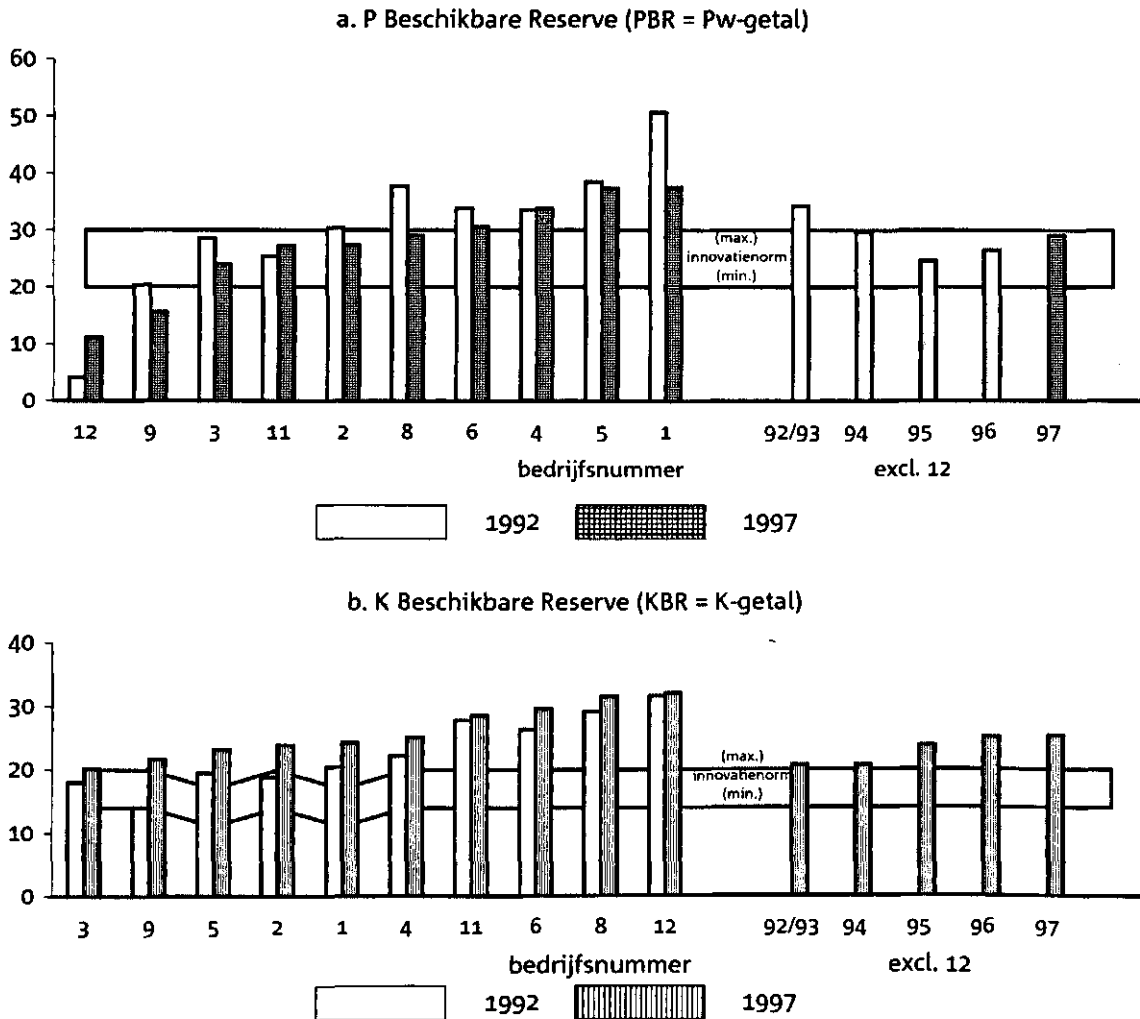 a. P Beschikbare Reserve (PBR = Pw-getal)
60
50
40
30
20
10
0
(max.)
innovatienorm
(min.)
12 9 3 11 2 8 6 4 5 1 92/93 94 95 96 97
bedrijfsnummer excl. 12
1992 1997
b. K Beschikbare Reserve (KBR = K-getal)
40
30
20
10
0
(max.)
innovatienorm
(min.)
3 9 5 2 1 4 11 6 8 12 92/93 94 95 96 97
bedrijfsnummer excl. 12
1992 1997